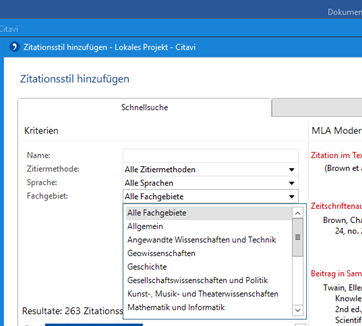 Dokumen
Citavi
Zitationsstil hinzufügen - Lokales Projekt - Citavi
Zitationsstil hinzufügen
Schnellsuche
Kriterien
MLA Moder
Name:
Zitiermethode: Alle Zitiermethoden
Sprache: Alle Sprachen
Fachgebiet: Alle Fachgebiete
Alle Fachgebiete
Allgemein
Angewandte Wissenschaften und Technik
Geowissenschaften
Geschichte
Gesellschaftswissenschaften und Politik
Kunst-, Musik- und Theaterwissenschaften
Mathematik und Informatik
Resultate: 263 Zitationss
Zitation im Tex
(Brown et a
Zeitschriftenau
Brown, Cha
24, no.
Beitrag in Sam
Twain, Ellen
Know
2nd ed,
Scientif